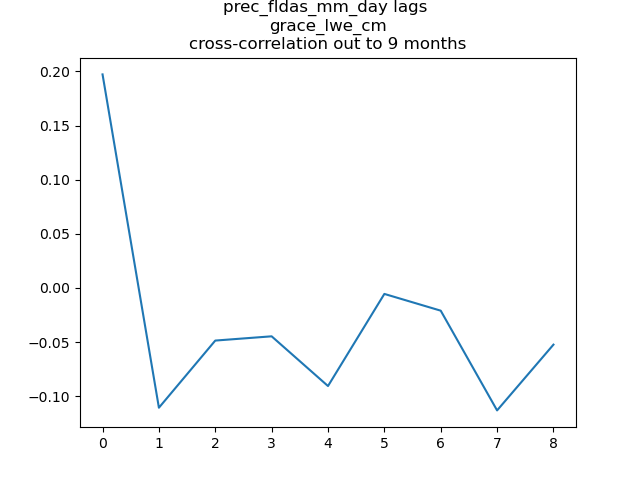 prec_fldas_mm_day lags
grace_lwe_cm
cross-correlation out to 9 months
0.20
0.15
0.10
0.05
0.00
−0.05
−0.10
0 1 2 3 4 5 6 7 8